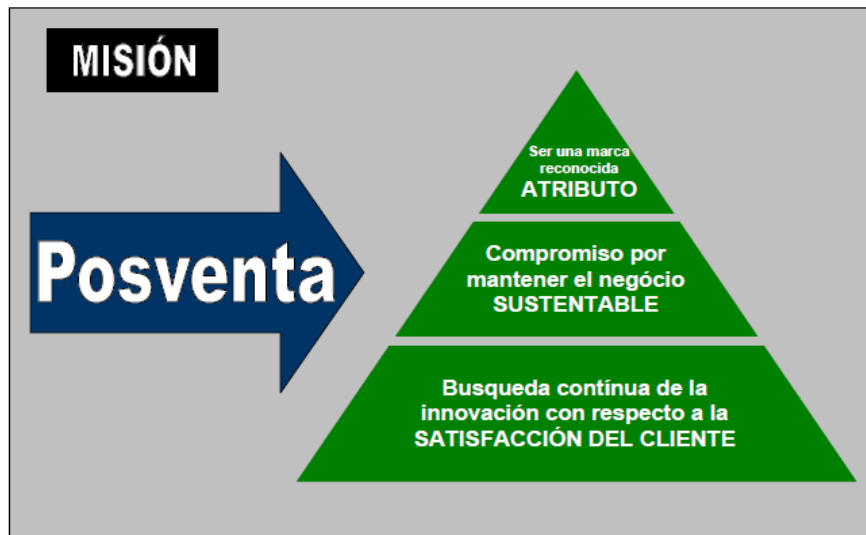 MISIÓN
Posventa
Ser una marca
reconocida
ATRIBUTO
Compromiso por
mantener el negócio
SUSTENTABLE
Busqueda contínua de la
innovación con respecto a la
SATISFACCIÓN DEL CLIENTE